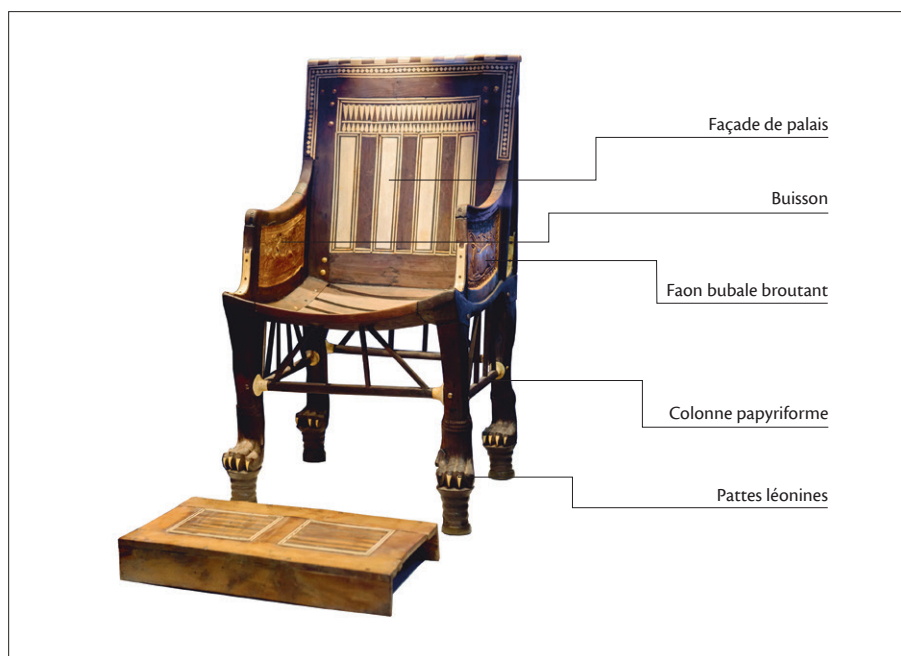 Façade de palais
Buisson
Faon bubale broutant
Colonne papyriforme
Pattes léonines